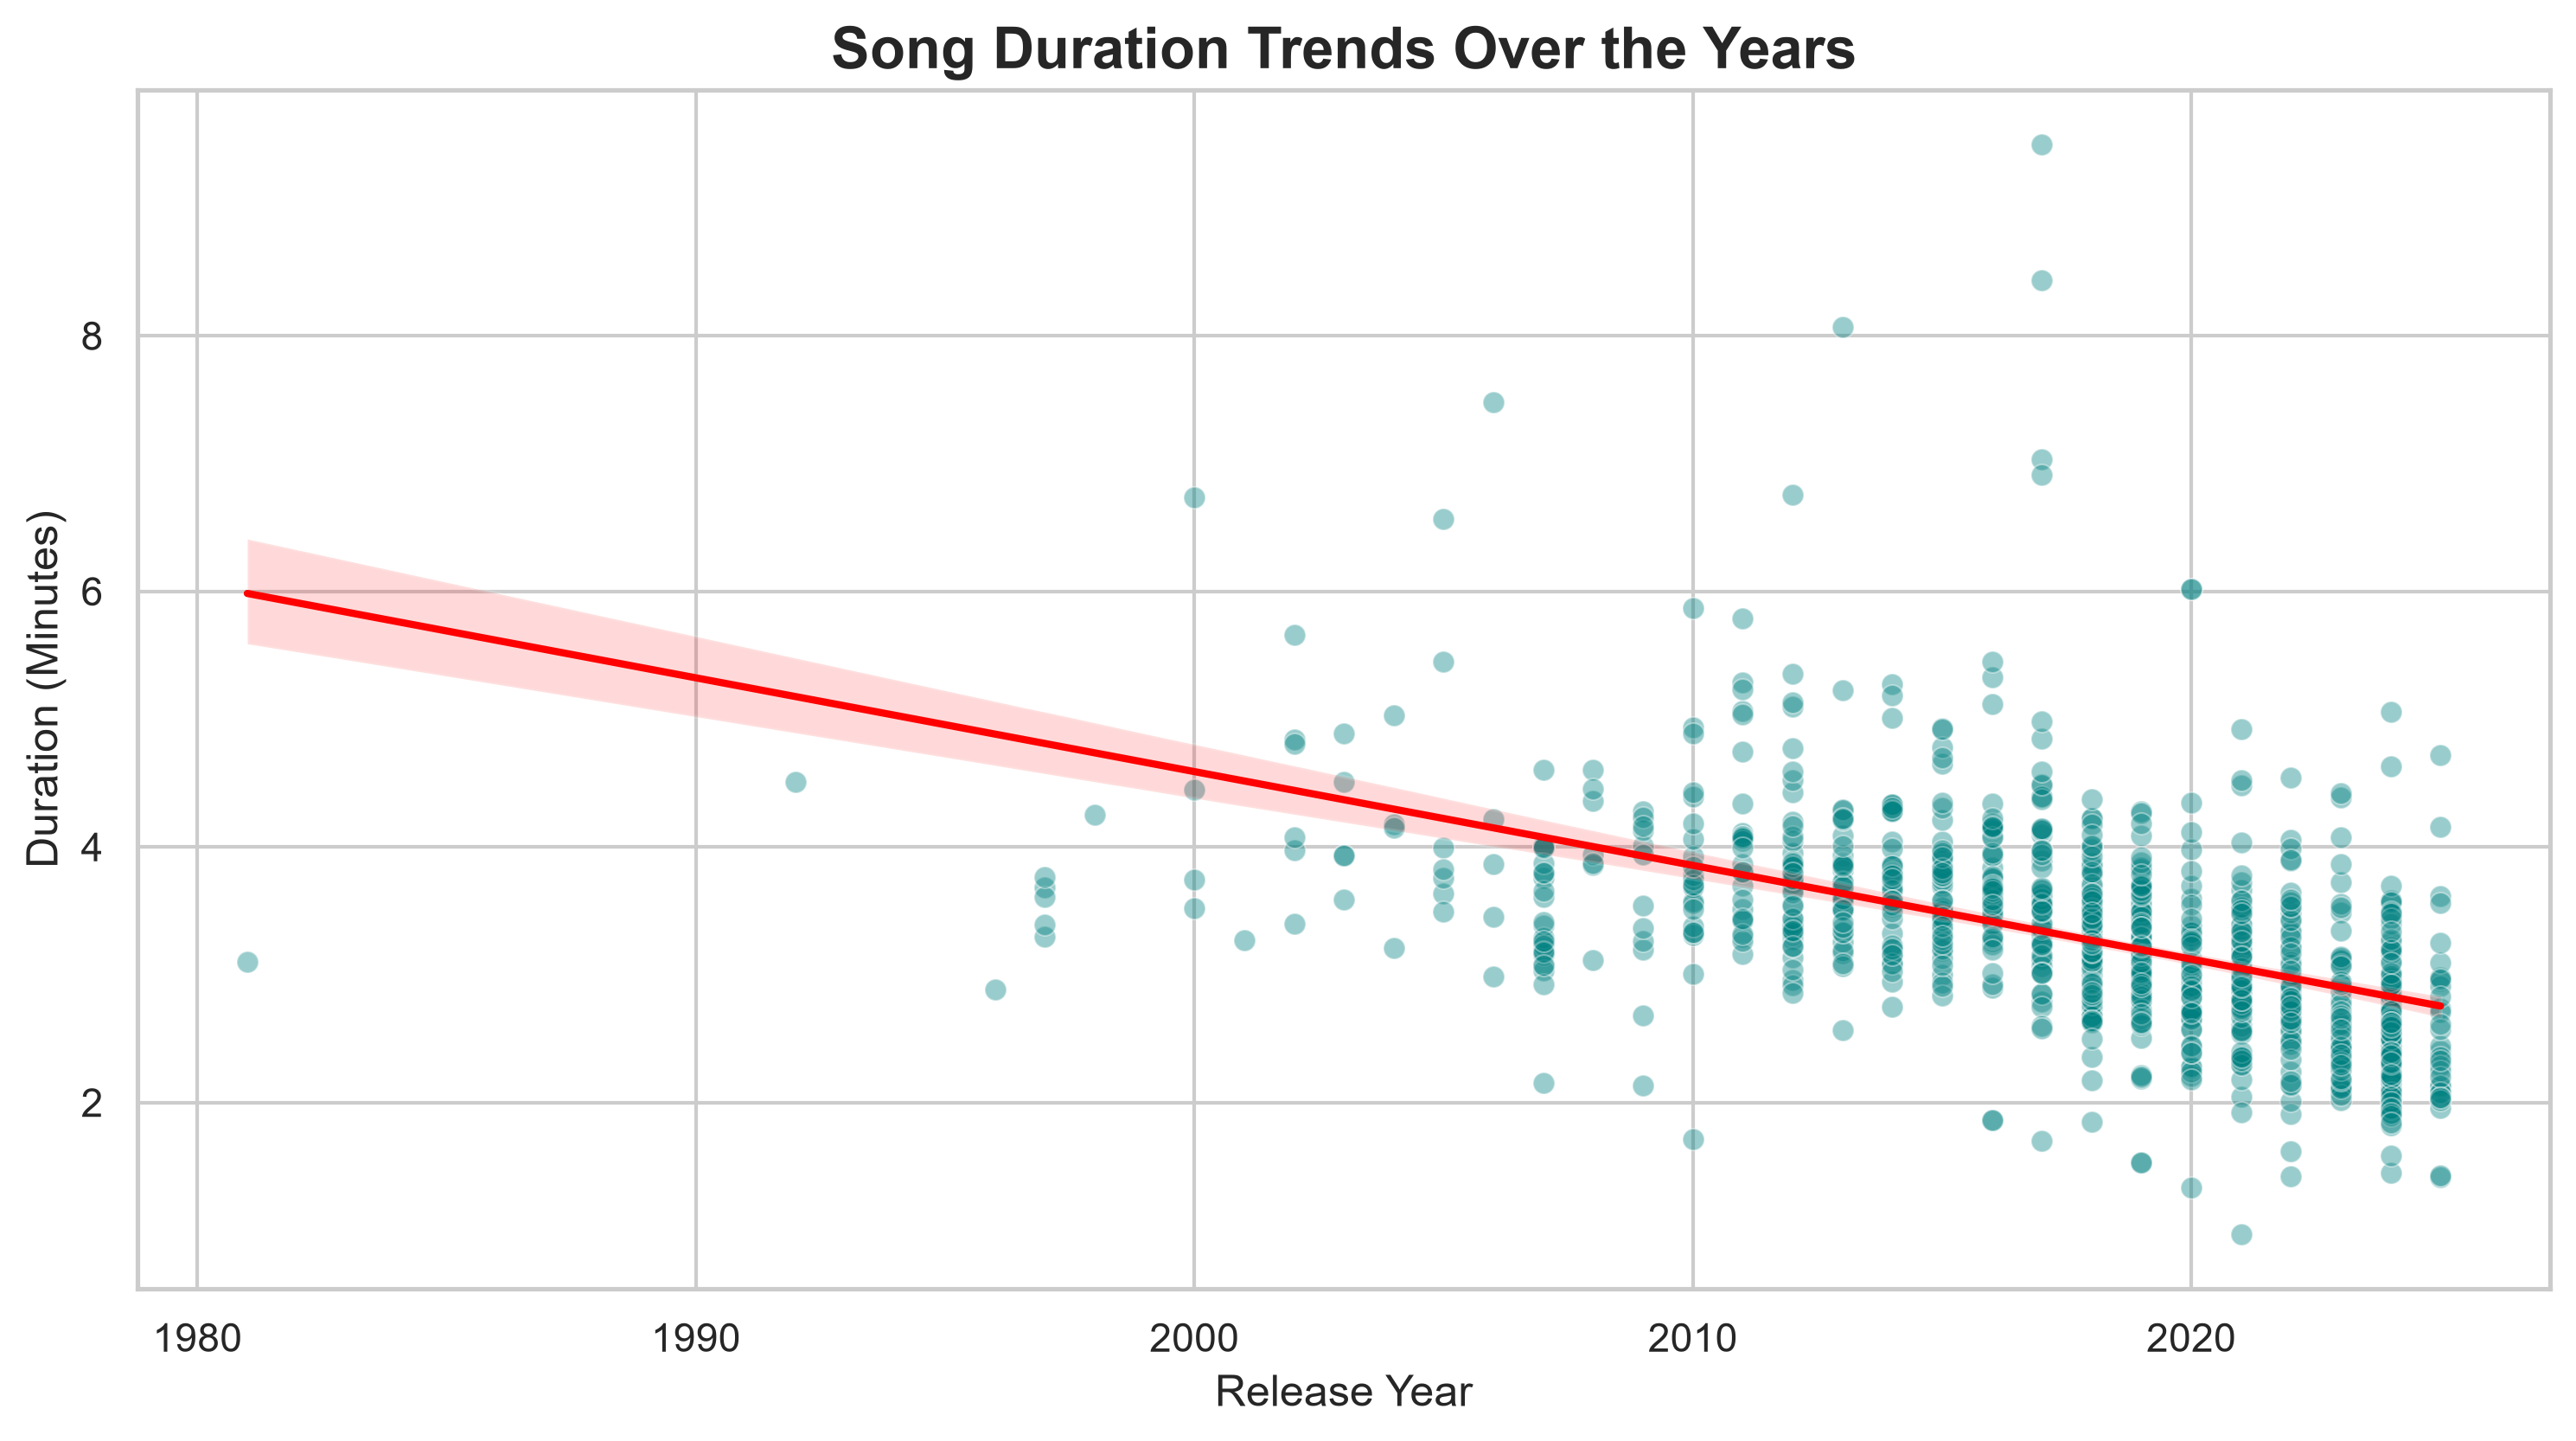 Song Duration Trends Over the Years
Duration (Minutes)
8
6
4
2
1980 1990 2000 2010 2020
Release Year